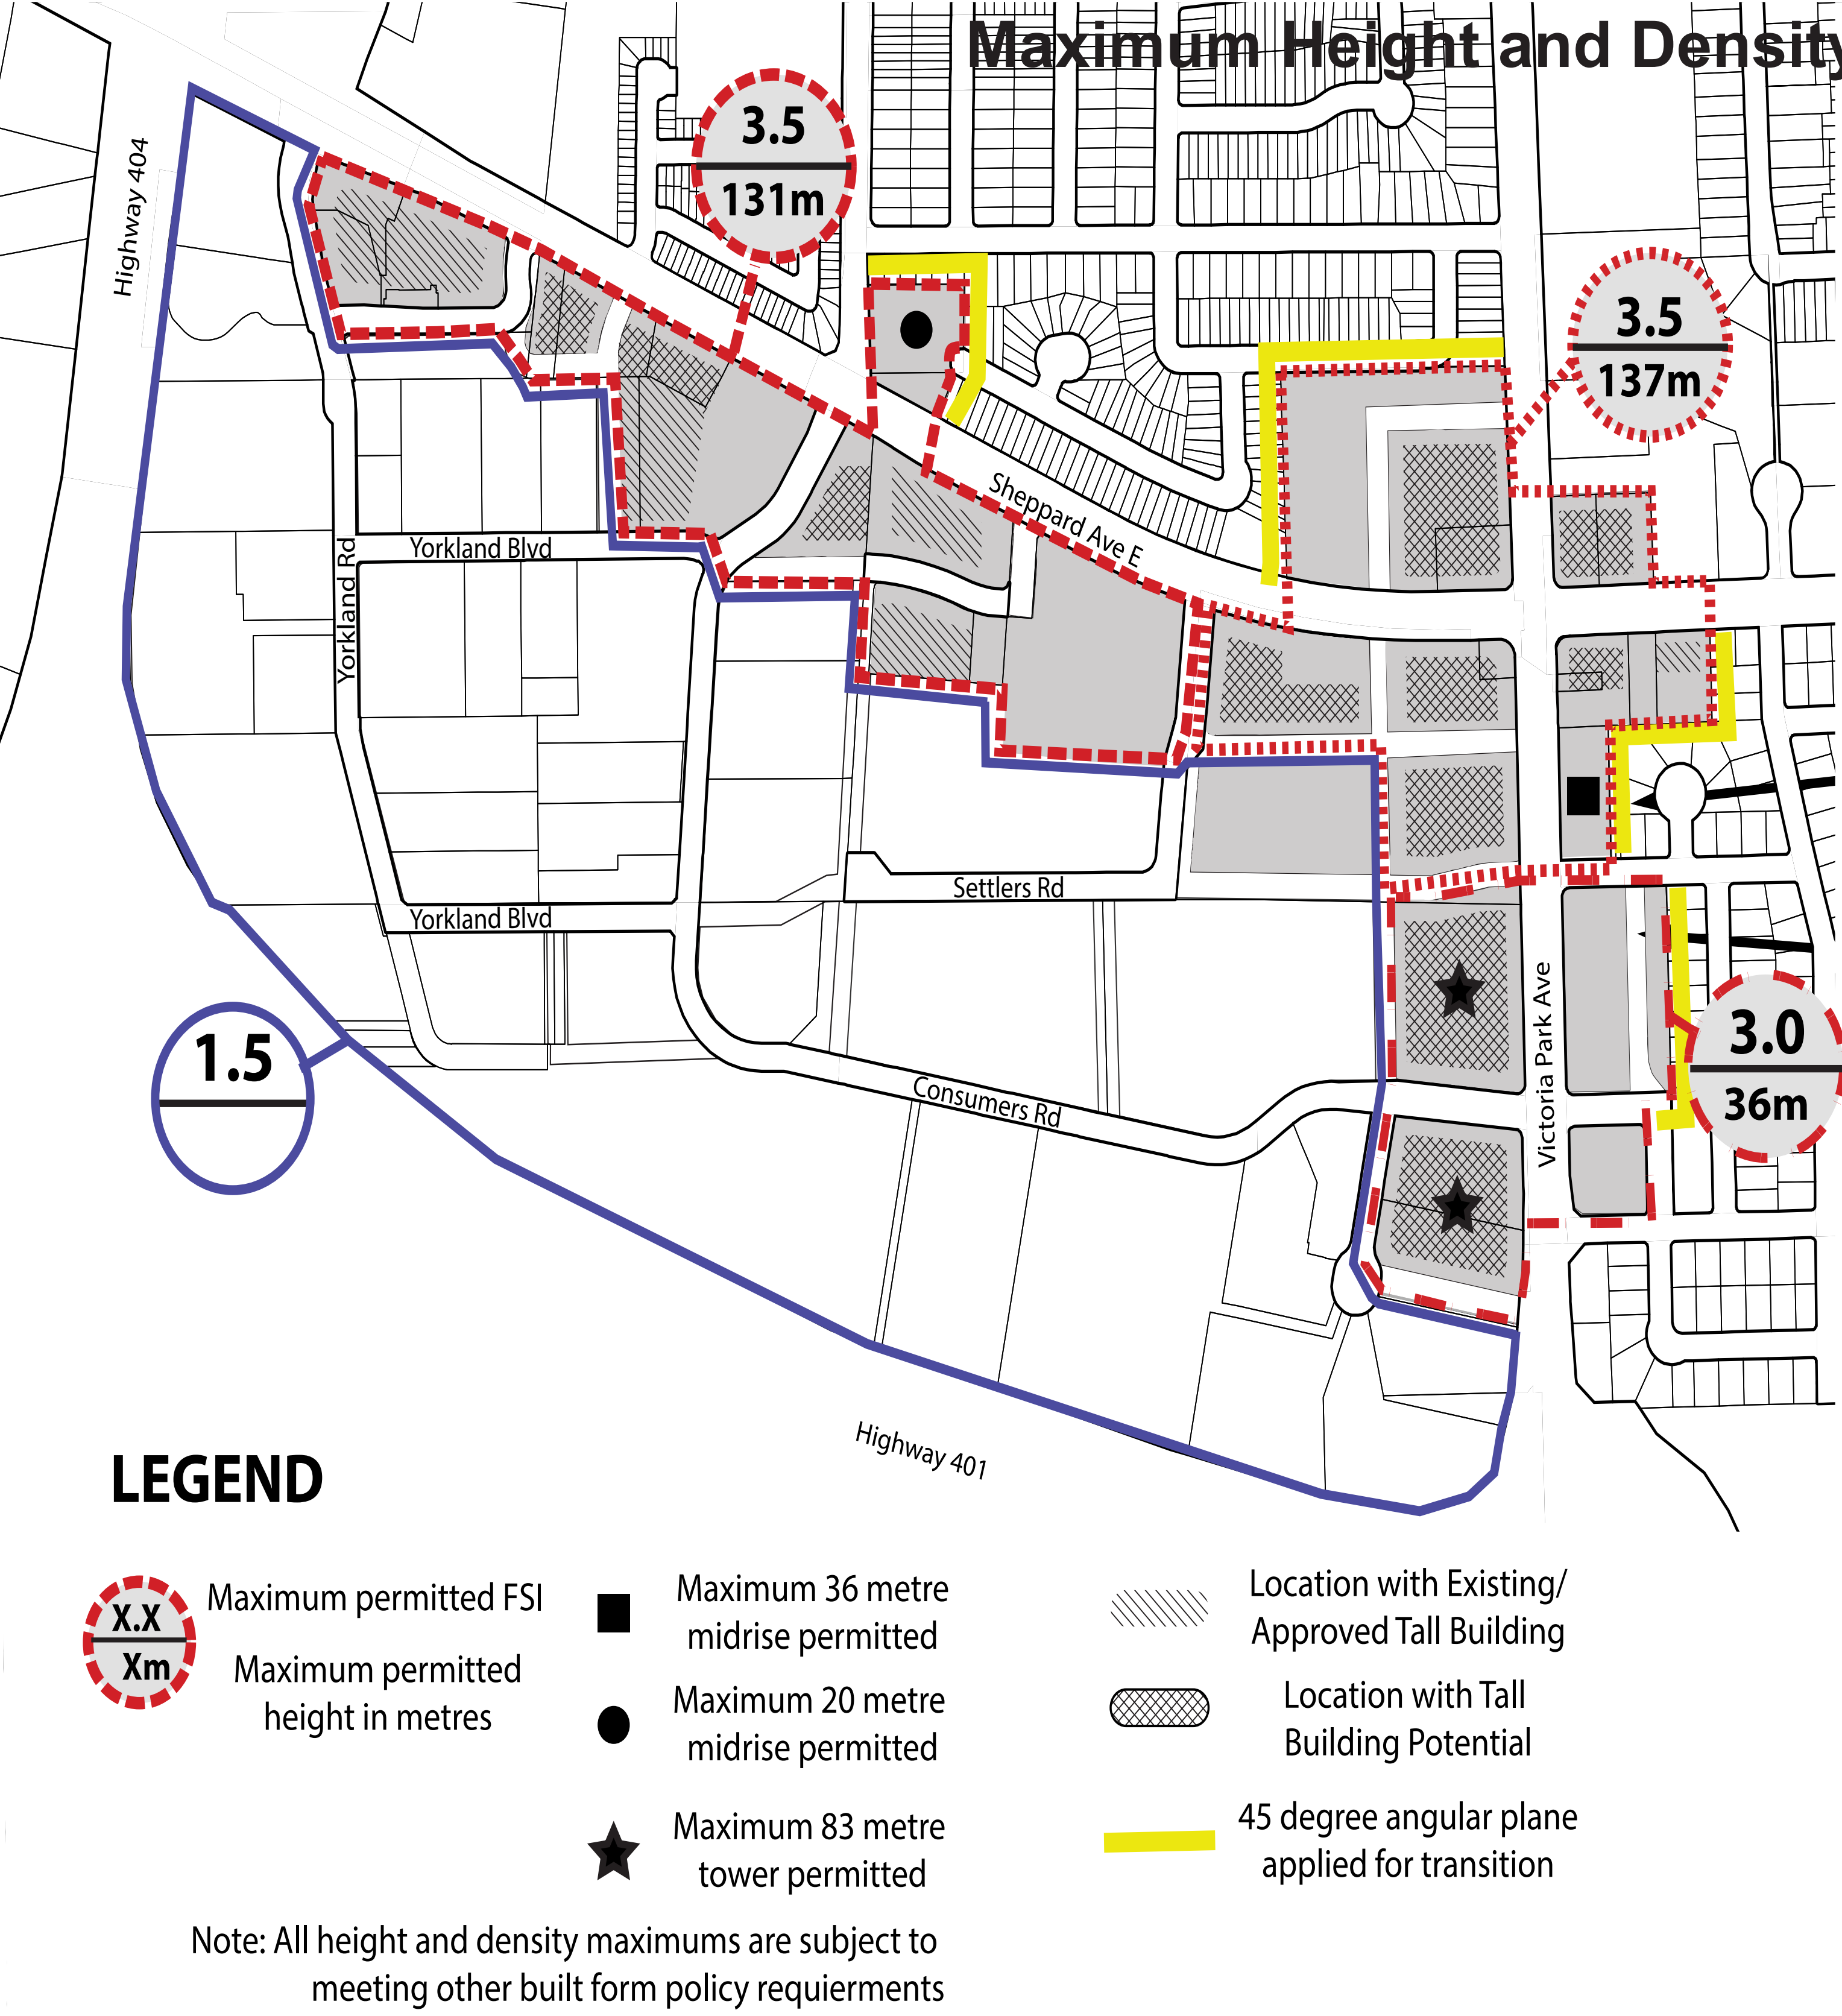 Maximum Height and Density
3.5
131m
Highway 404
3.5
137m
Sheppard Ave E
Yorkland Blvd
Yorkland Rd
Settlers Rd
Yorkland Blvd
Victoria Park Ave
1.5
3.0
36m
Consumers Rd
Highway 401
LEGEND
X.X
Xm
Maximum permitted FSI
Maximum permitted
height in metres
Maximum 36 metre
midrise permitted
Maximum 20 metre
midrise permitted
Maximum 83 metre
tower permitted
Location with Existing/
Approved Tall Building
Location with Tall
Building Potential
45 degree angular plane
applied for transition
Note: All height and density maximums are subject to
meeting other built form policy requierments